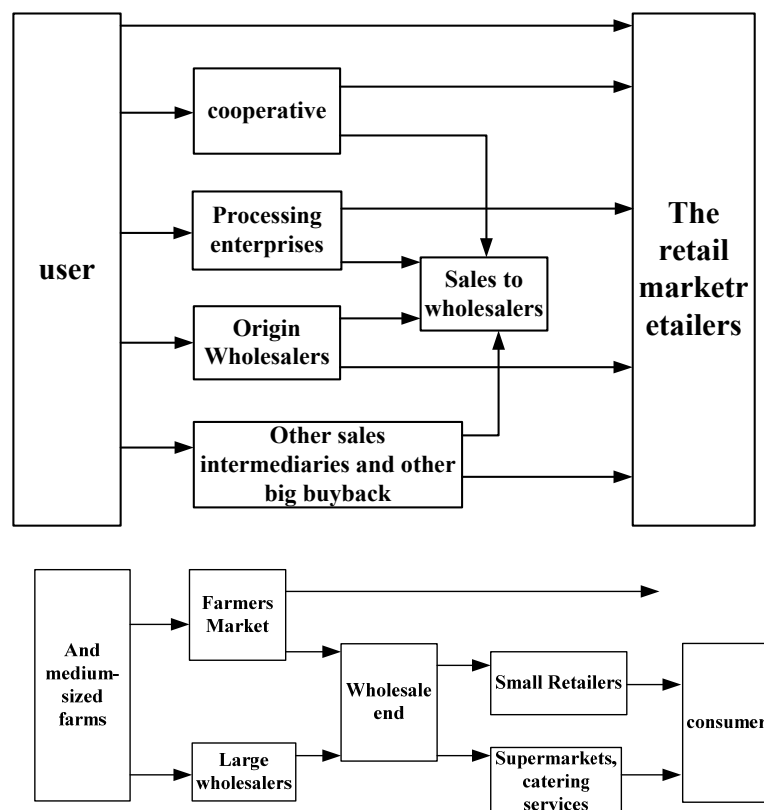 user
cooperative
Processing
enterprises
Origin
Wholesalers
Other sales
intermediaries and other
big buyback
Sales to
wholesalers
The
retail
marketr
etailers
And
medium-
sized
farms
Farmers
Market
Large
wholesalers
Wholesale
end
Small Retailers
Supermarkets,
catering
services
consumer